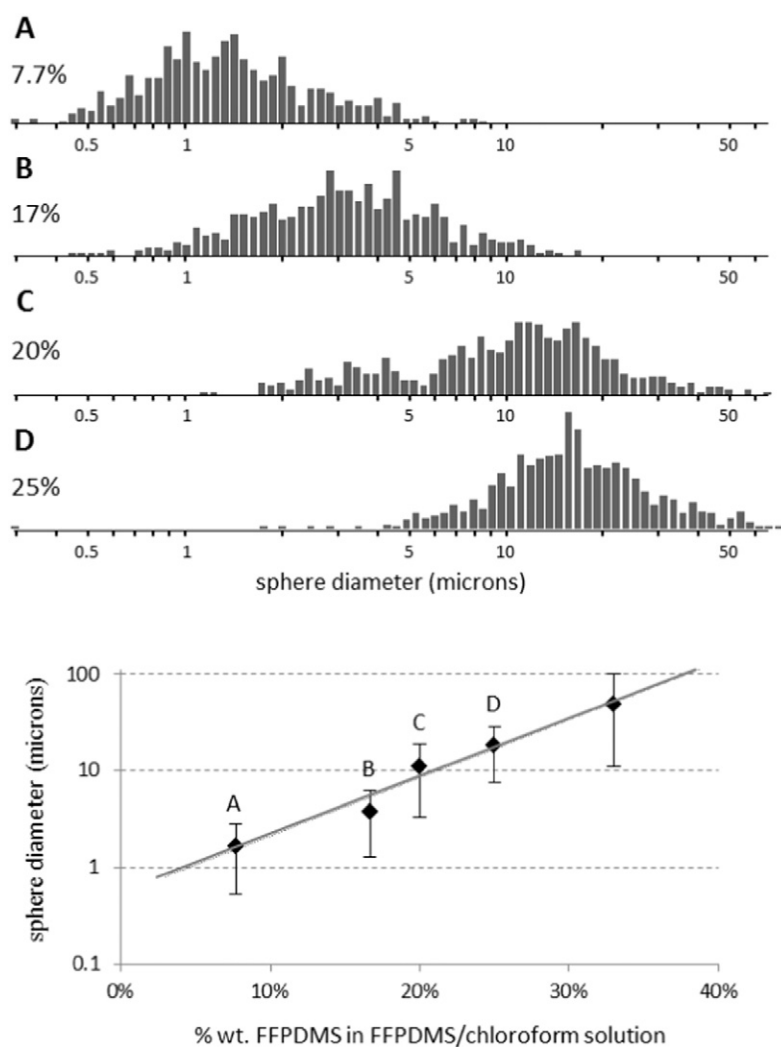 A
7.7%
0.5 1 5 10 50
B
17%
0.5 1 5 10 50
C
20%
0.5 1 5 10 50
D
25%
0.5 1 5 10 50
sphere diameter (microns)
100
10
1
0.1
sphere diameter (microns)
A
B
C
D
0% 10% 20% 30% 40%
% wt. FFPDMS in FFPDMS/chloroform solution